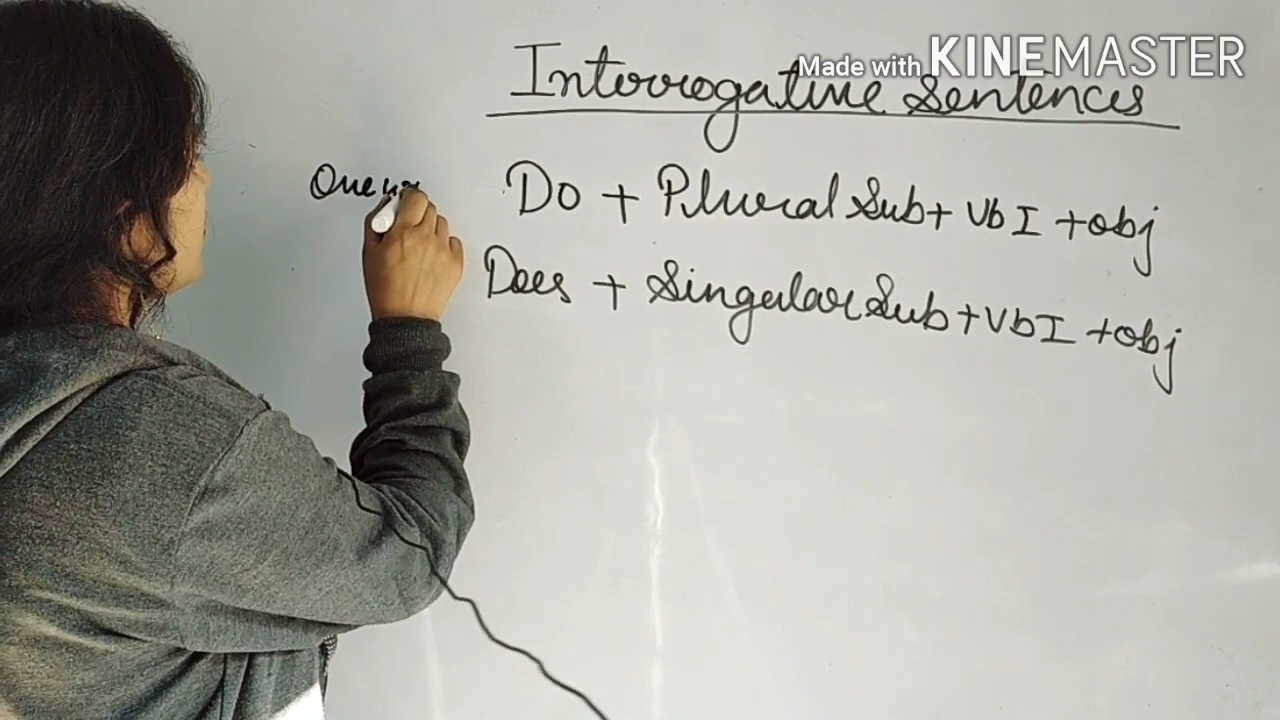 Made with KINEMASTER
Interrogative Sentences
Do + Plural Sub + Vb I + obj
Does + Singular Sub + Vb I + obj